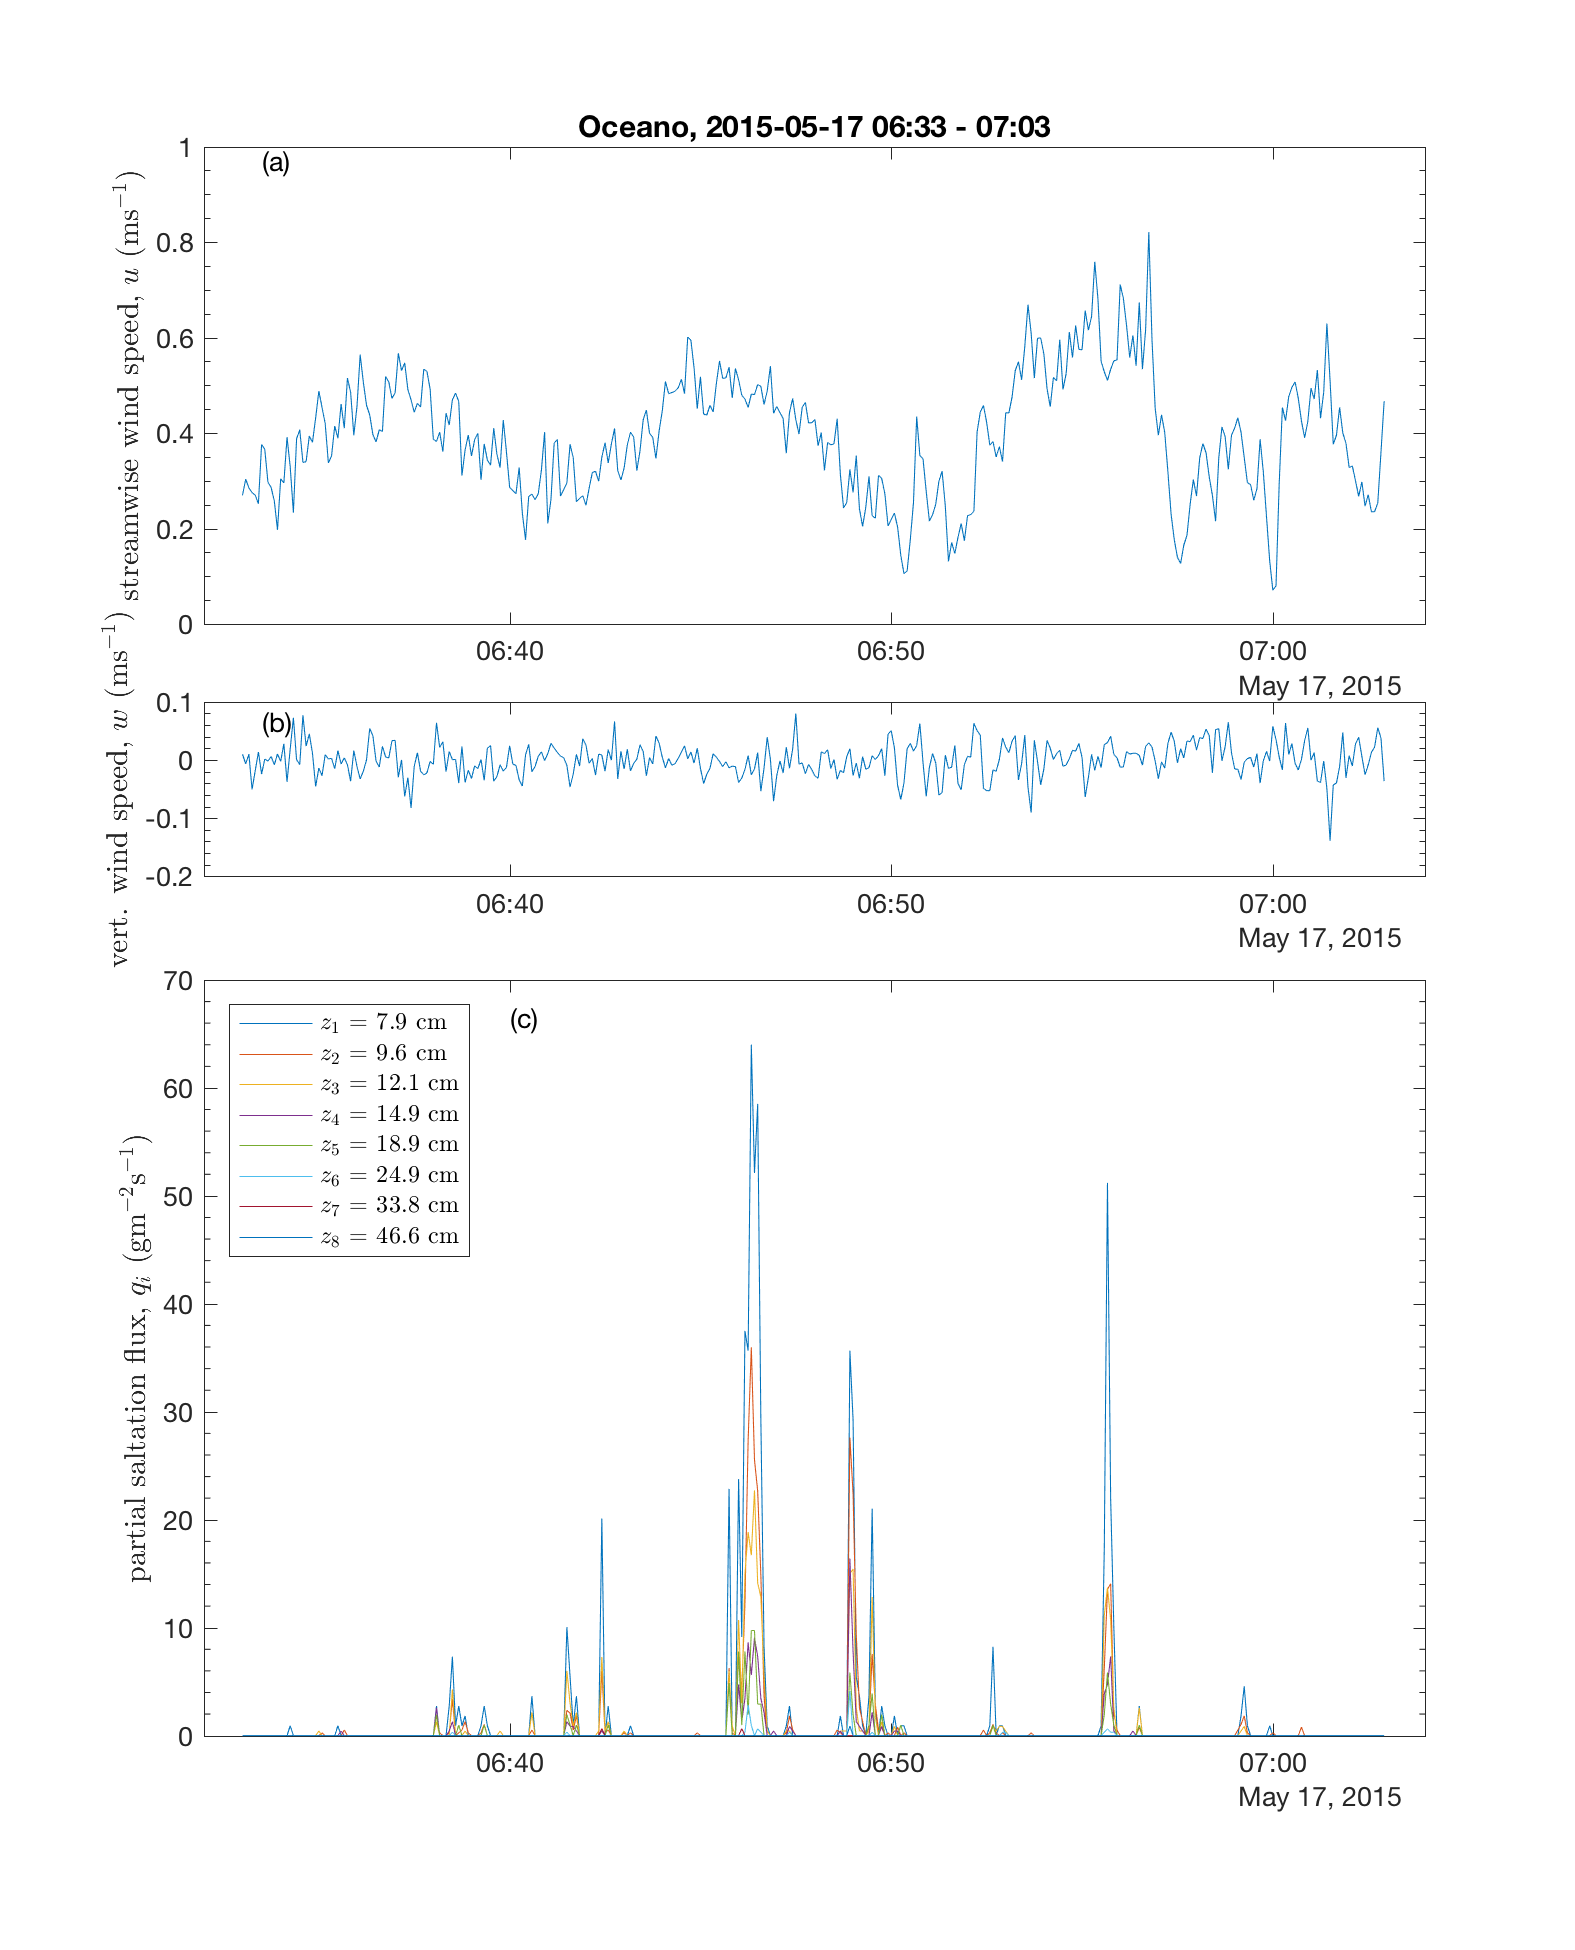 Oceano, 2015-05-17 06:33 - 07:03
(a)
streamwise wind speed, u (ms⁻¹)
1
0.8
0.6
0.4
0.2
0
06:40 06:50 07:00
May 17, 2015
(b)
vert. wind speed, w (ms⁻¹)
0.1
0
-0.1
-0.2
06:40 06:50 07:00
May 17, 2015
(c)
partial saltation flux, qᵢ (gm⁻²s⁻¹)
70
60
50
40
30
20
10
0
z₁ = 7.9 cm
z₂ = 9.6 cm
z₃ = 12.1 cm
z₄ = 14.9 cm
z₅ = 18.9 cm
z₆ = 24.9 cm
z₇ = 33.8 cm
z₈ = 46.6 cm
06:40 06:50 07:00
May 17, 2015